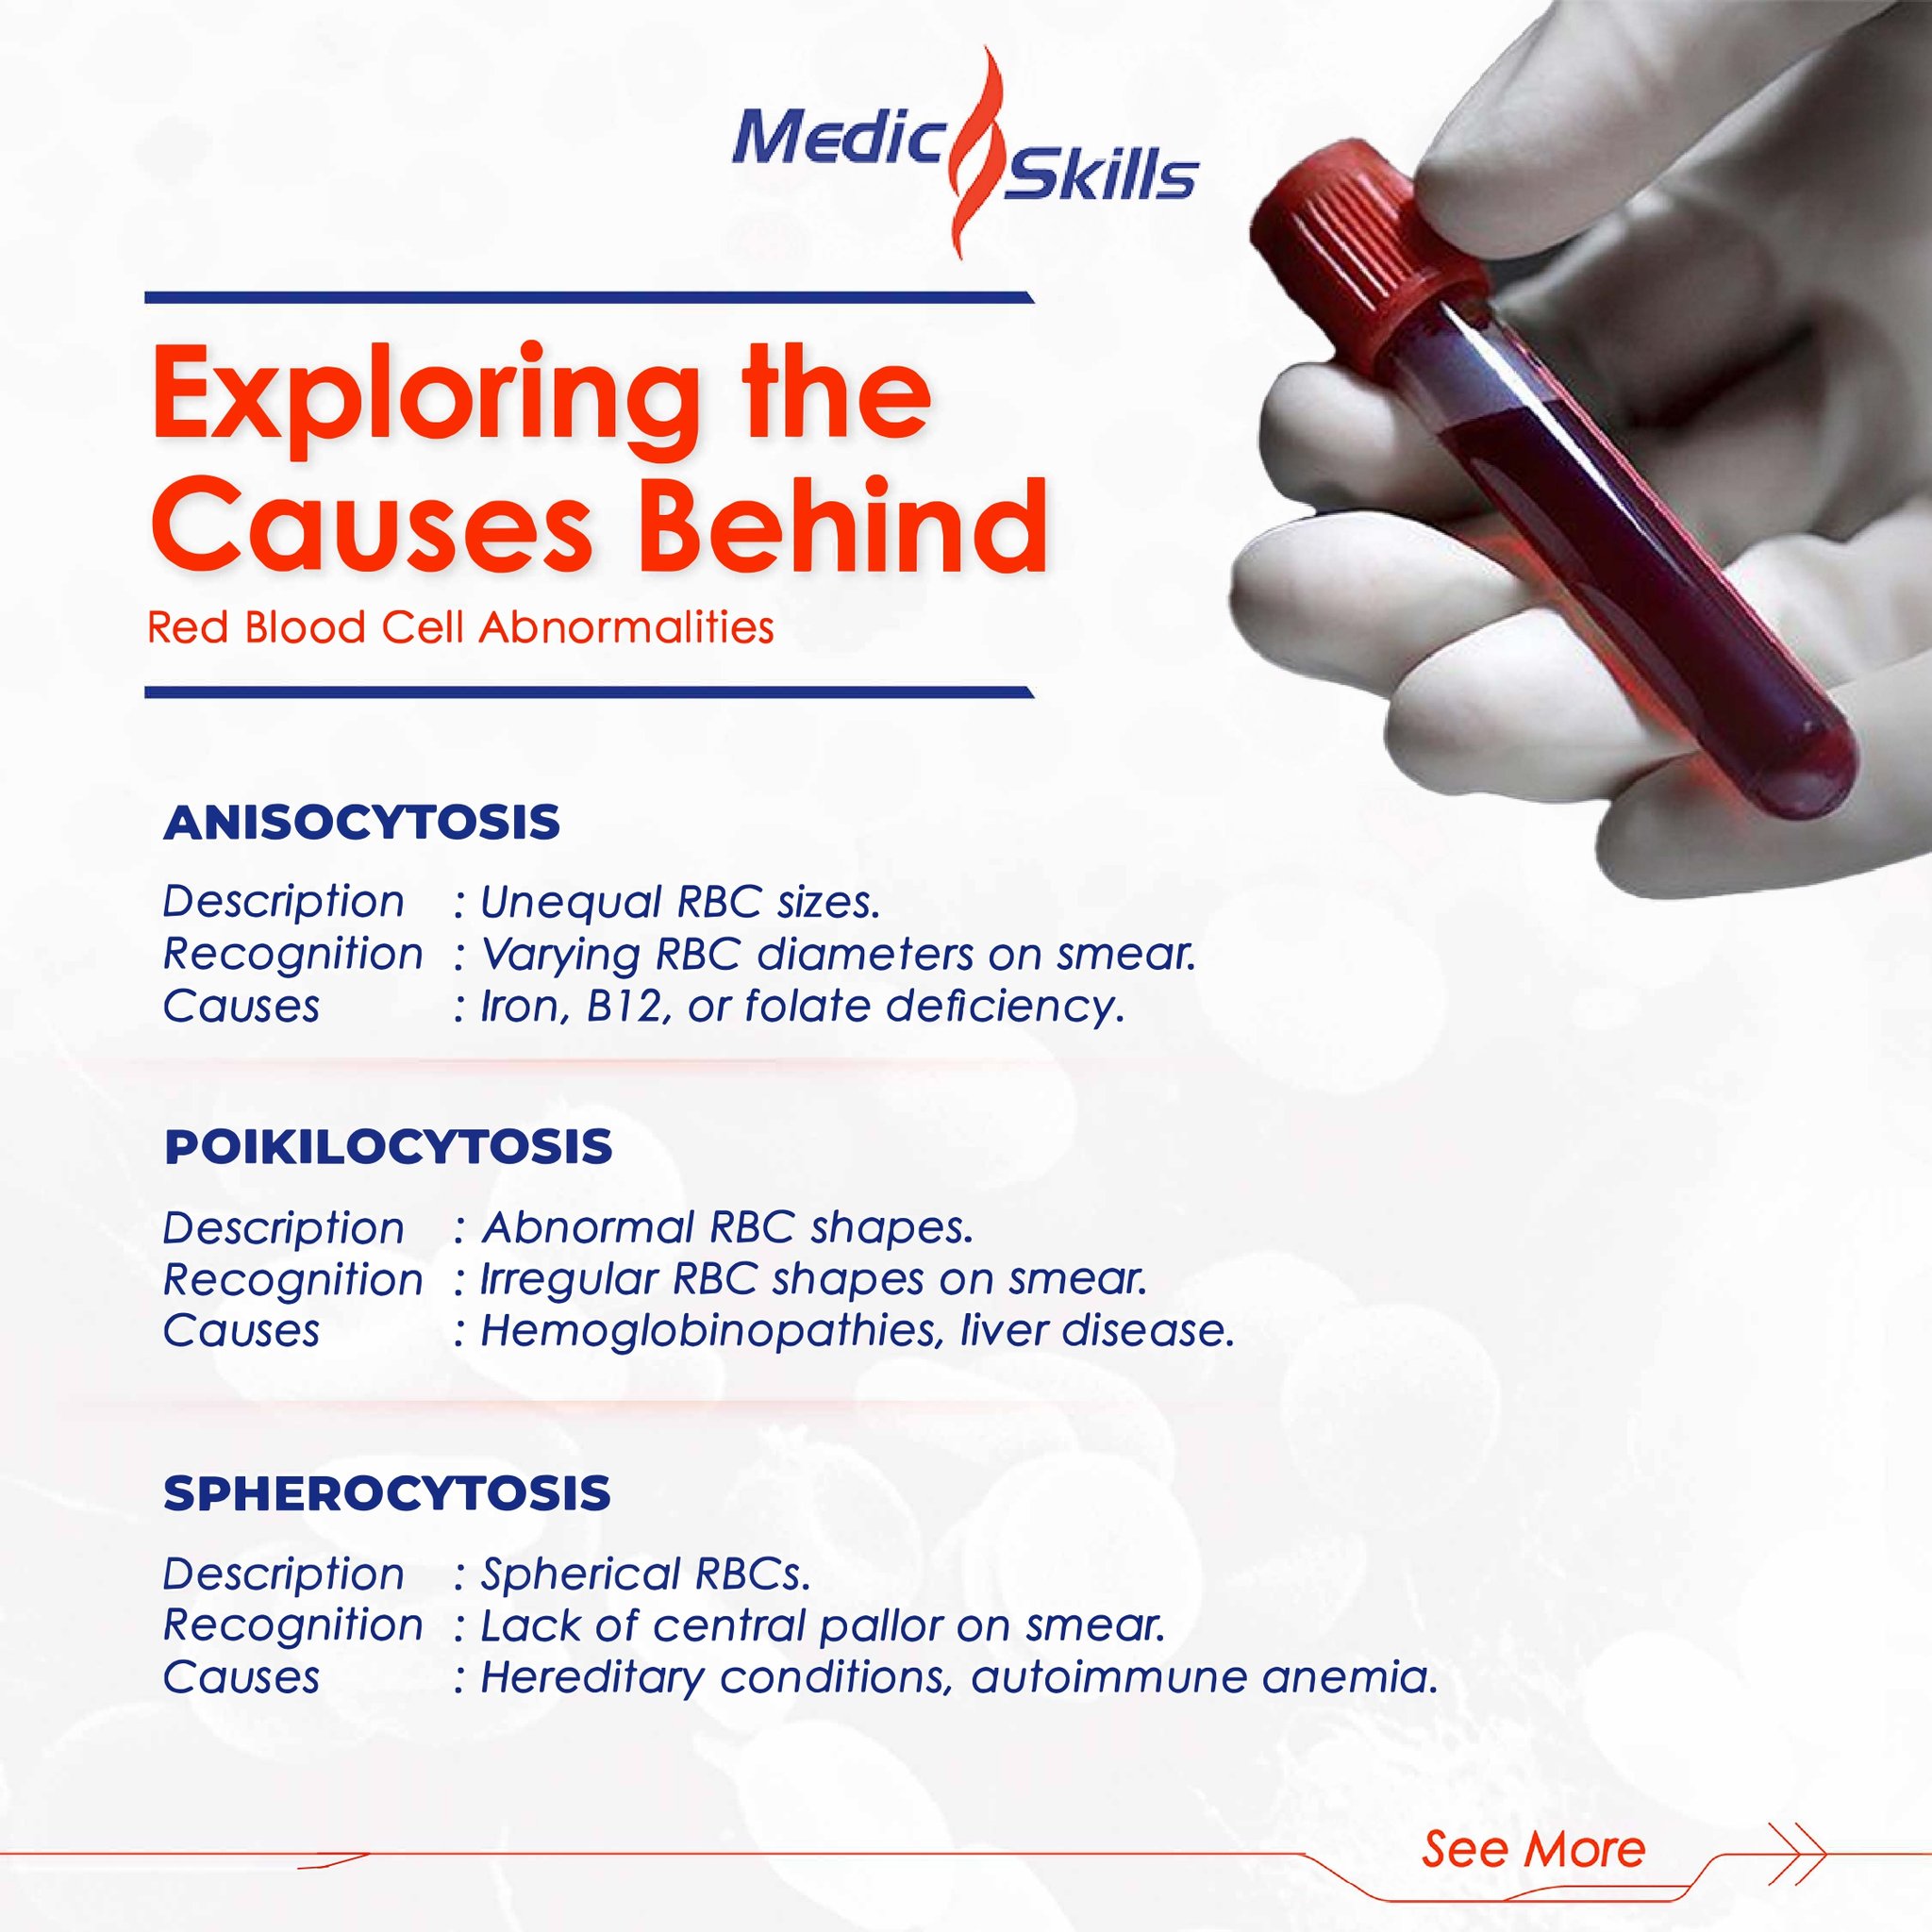 Medic Skills
Exploring the
Causes Behind
Red Blood Cell Abnormalities
ANISOCYTOSIS
Description : Unequal RBC sizes.
Recognition : Varying RBC diameters on smear.
Causes : Iron, B12, or folate deficiency.
POIKILOCYTOSIS
Description : Abnormal RBC shapes.
Recognition : Irregular RBC shapes on smear.
Causes : Hemoglobinopathies, liver disease.
SPHEROCYTOSIS
Description : Spherical RBCs.
Recognition : Lack of central pallor on smear.
Causes : Hereditary conditions, autoimmune anemia.
See More